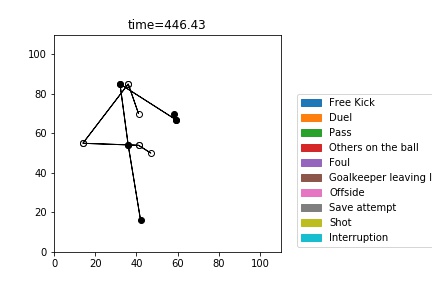 time=446.43
100
80
60
40
20
0
0 20 40 60 80 100
Free Kick
Duel
Pass
Others on the ball
Foul
Goalkeeper leaving l
Offside
Save attempt
Shot
Interruption